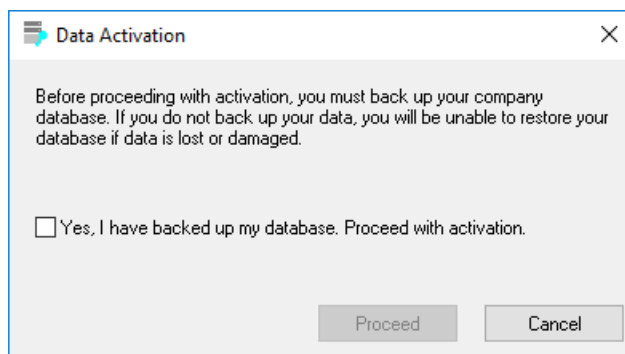 Data Activation
Before proceeding with activation, you must back up your company
database. If you do not back up your data, you will be unable to restore your
database if data is lost or damaged.
Yes, I have backed up my database. Proceed with activation.
Proceed
Cancel